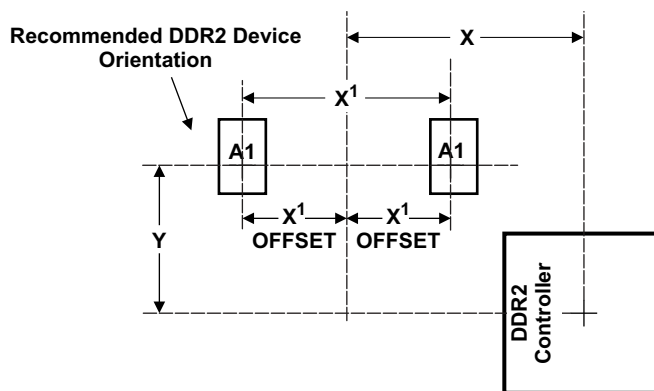 Recommended DDR2 Device
Orientation
X
X¹
A1
A1
X¹
X¹
OFFSET
OFFSET
Y
DDR2
Controller